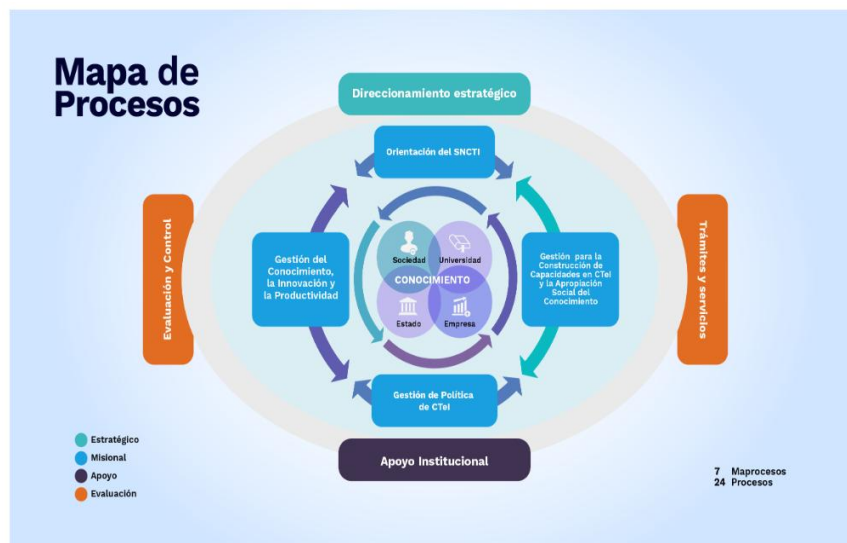 Mapa de
Procesos
Direccionamiento estratégico
Orientación del SNCTI
Evaluación y Control
Gestión del
Conocimiento,
la Innovación y
la Productividad
Sociedad
Universidad
CONOCIMIENTO
Estado
Empresa
Gestión para la
Construcción de
Capacidades en CTeI
y la Apropiación
Social del
Conocimiento
Trámites y servicios
Gestión de Política
de CTeI
Apoyo Institucional
Estratégico
Misional
Apoyo
Evaluación
7 Maprocesos
24 Procesos